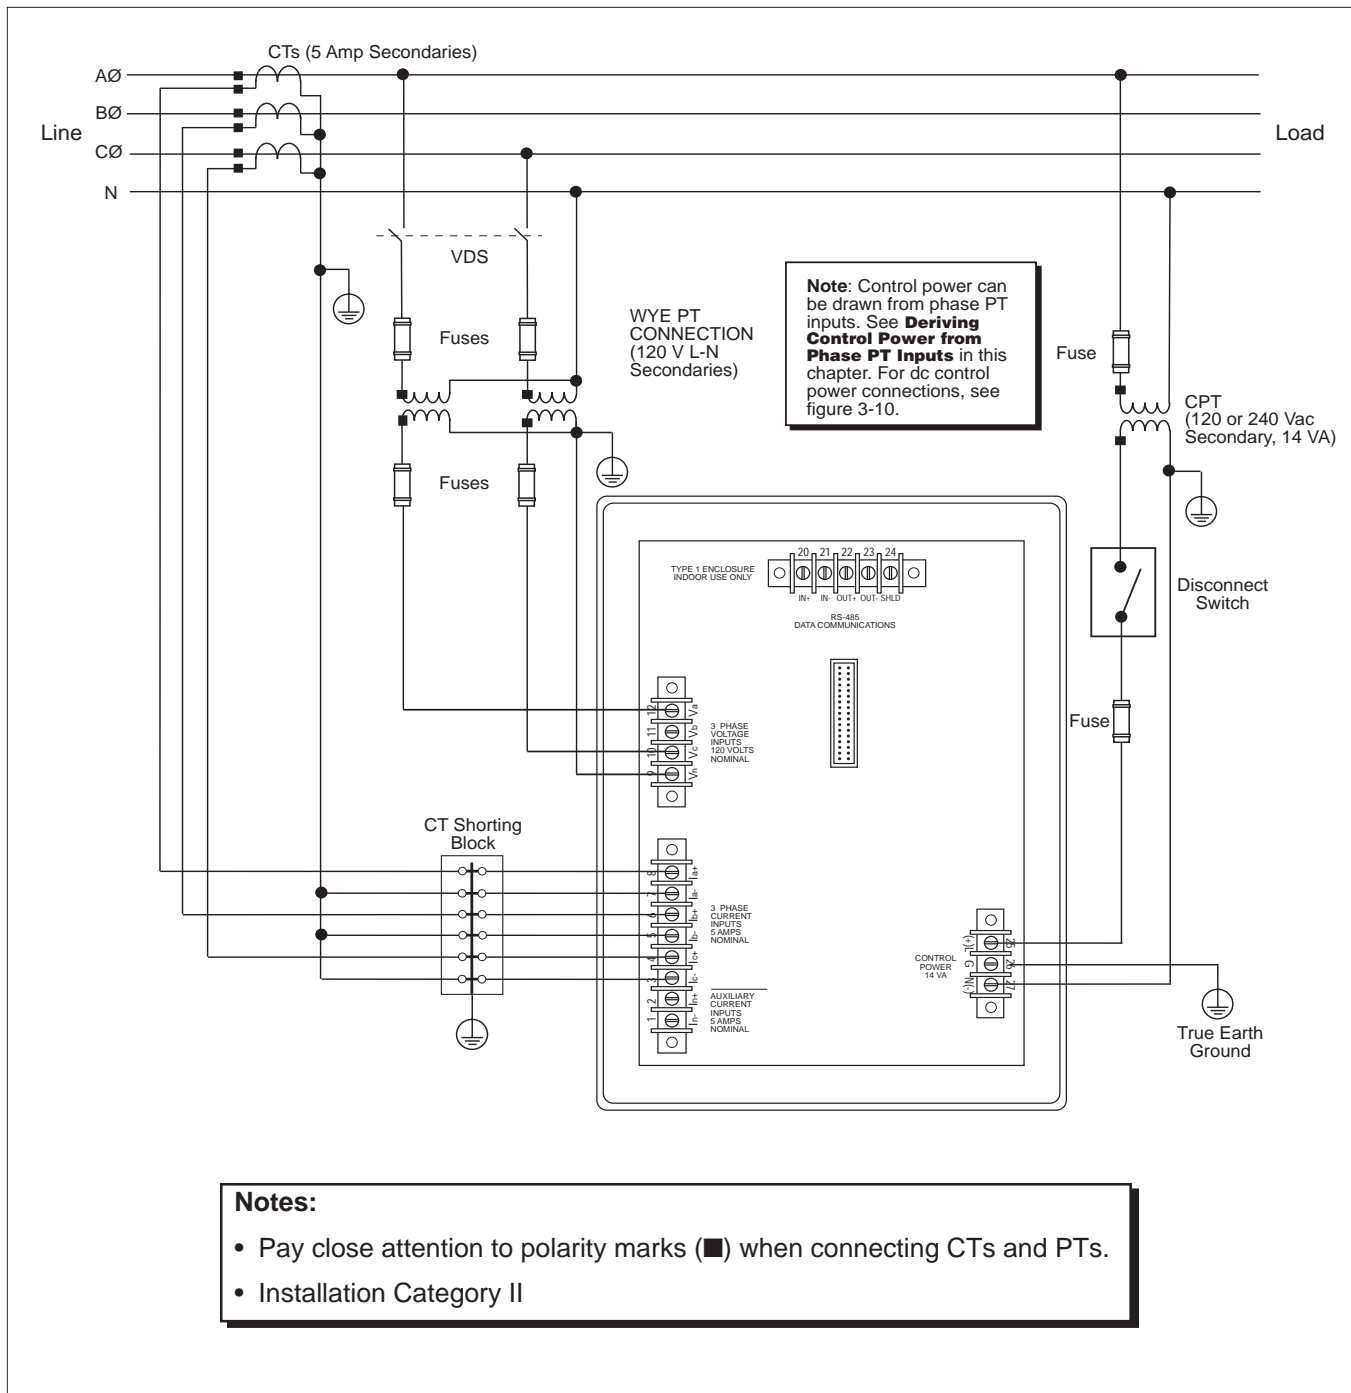 CTs (5 Amp Secondaries)
AØ
BØ
Line
Load
CØ
N
VDS
WYE PT
CONNECTION
(120 V L-N
Secondaries)
Note: Control power can
be drawn from phase PT
inputs. See Deriving
Control Power from
Phase PT Inputs in this
chapter. For dc control
power connections, see
figure 3-10.
Fuses
Fuse
CPT
(120 or 240 Vac
Secondary, 14 VA)
Fuses
20 21 22 23 24
TYPE 1 ENCLOSURE
INDOOR USE ONLY
IN+ IN- OUT+ OUT- SHLD
RS-485
DATA COMMUNICATIONS
Disconnect
Switch
Fuse
12 Va
11 Vb
10 Vc
9 Vn
3 PHASE
VOLTAGE
INPUTS
120 VOLTS
NOMINAL
CT Shorting
Block
8 Ia+
7 Ia-
6 Ib+
5 Ib-
4 Ic+
3 Ic-
2 In+
1 In-
3 PHASE
CURRENT
INPUTS
5 AMPS
NOMINAL
AUXILIARY
CURRENT
INPUTS
5 AMPS
NOMINAL
CONTROL
POWER
14 VA
(+)L 25
G 26
N(-) 27
True Earth
Ground
Notes:
• Pay close attention to polarity marks (■) when connecting CTs and PTs.
• Installation Category II